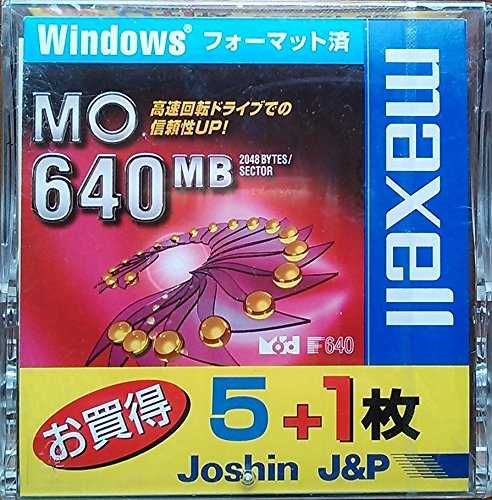 Windows® フォーマット済
maxell
MO
高速回転ドライブでの
信頼性UP!
640MB
2048 BYTES/
SECTOR
F640
お買得
5+1枚
Joshin J&P